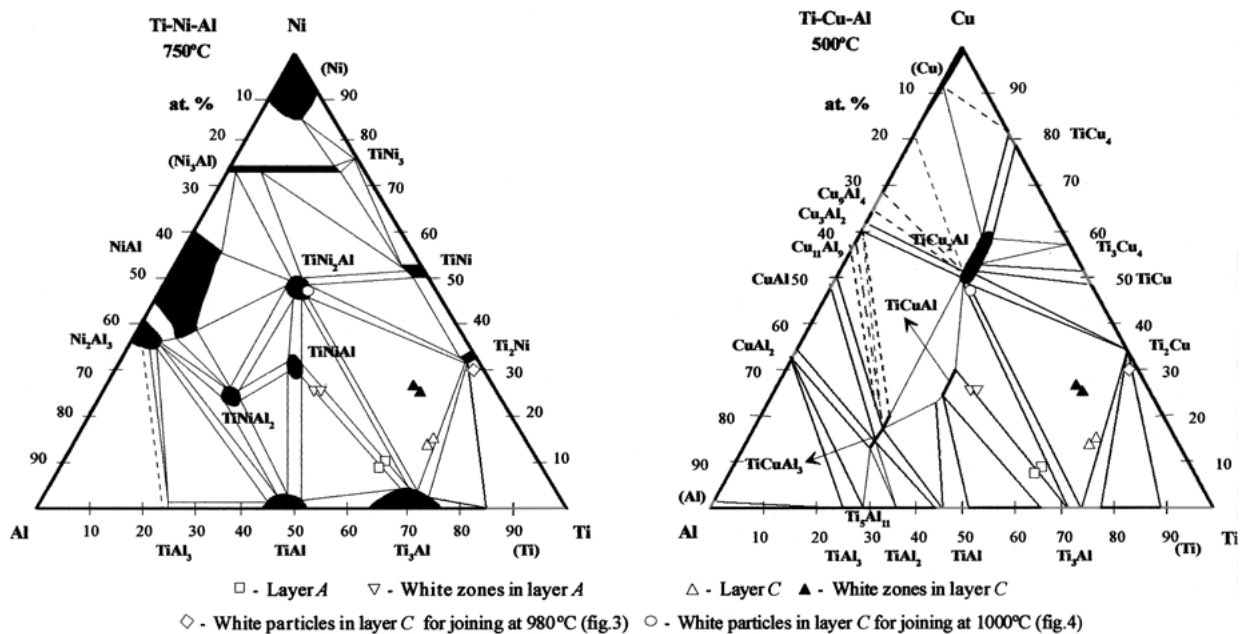 Ti-Ni-Al Ni Ti-Cu-Al Cu
750ºC 500ºC
(Ni) (Cu)
at. % 10 90 at. % 10 90
20 80 20 80 TiCu4
(Ni3Al) TiNi3
30 70 30 70
Cu9Al4
Cu3Al2
NiAl 40 60 TiNi Cu11Al9 40 TiCu2Al 60 Ti3Cu4
TiNi2Al
50 50 CuAl 50 50 TiCu
TiCuAl
60 40 60 40
Ni2Al3 Ti2Ni CuAl2 Ti2Cu
TiNiAl
70 30 70 30
TiNiAl2
80 20 80 20
90 10 TiCuAl3 90 10
(Al)
Al 10 20 30 40 50 60 70 80 90 Ti Al 10 20 30 40 50 60 70 80 90 Ti
Ti5Al11
TiAl3 TiAl Ti3Al (Ti) TiAl3 TiAl2 TiAl Ti3Al (Ti)
- Layer A - White zones in layer A - Layer C - White zones in layer C
- White particles in layer C for joining at 980ºC (fig.3) - White particles in layer C for joining at 1000ºC (fig.4)